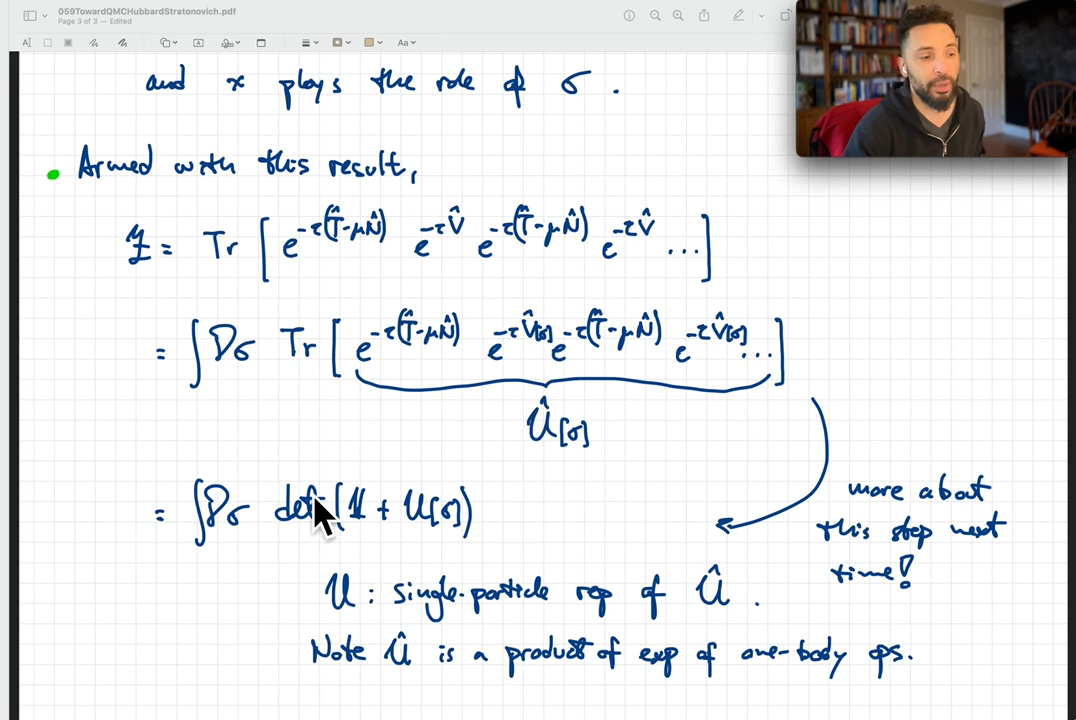 059TowardQMCHubbardStratonovich.pdf
Page 3 of 3 — Edited
and x plays the role of σ .
• Armed with this result,
𝒵 = Tr [ e^{-τ(T̂-μN̂)} e^{-τV̂} e^{-τ(T̂-μN̂)} e^{-τV̂} ... ]
= ∫ 𝒟σ Tr [ e^{-τ(T̂-μN̂)} e^{-τV̂[σ]} e^{-τ(T̂-μN̂)} e^{-τV̂[σ]} ... ]
Û[σ]
= ∫ 𝒟σ det (𝟙 + U[σ])
more about
this step next
time!
U : single-particle rep of Û .
Note Û is a product of exp of one-body ops.